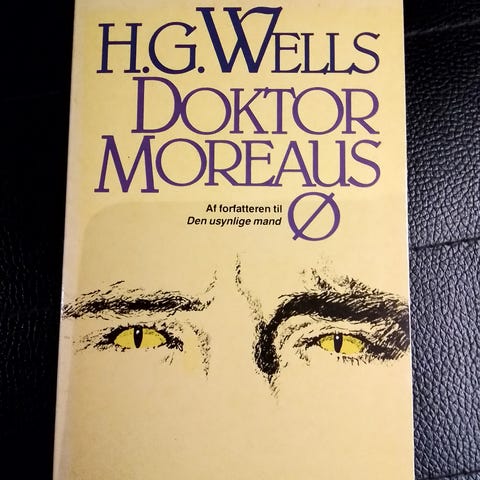 H.G. WELLS
DOKTOR
MOREAUS
Ø
Af forfatteren til
Den usynlige mand